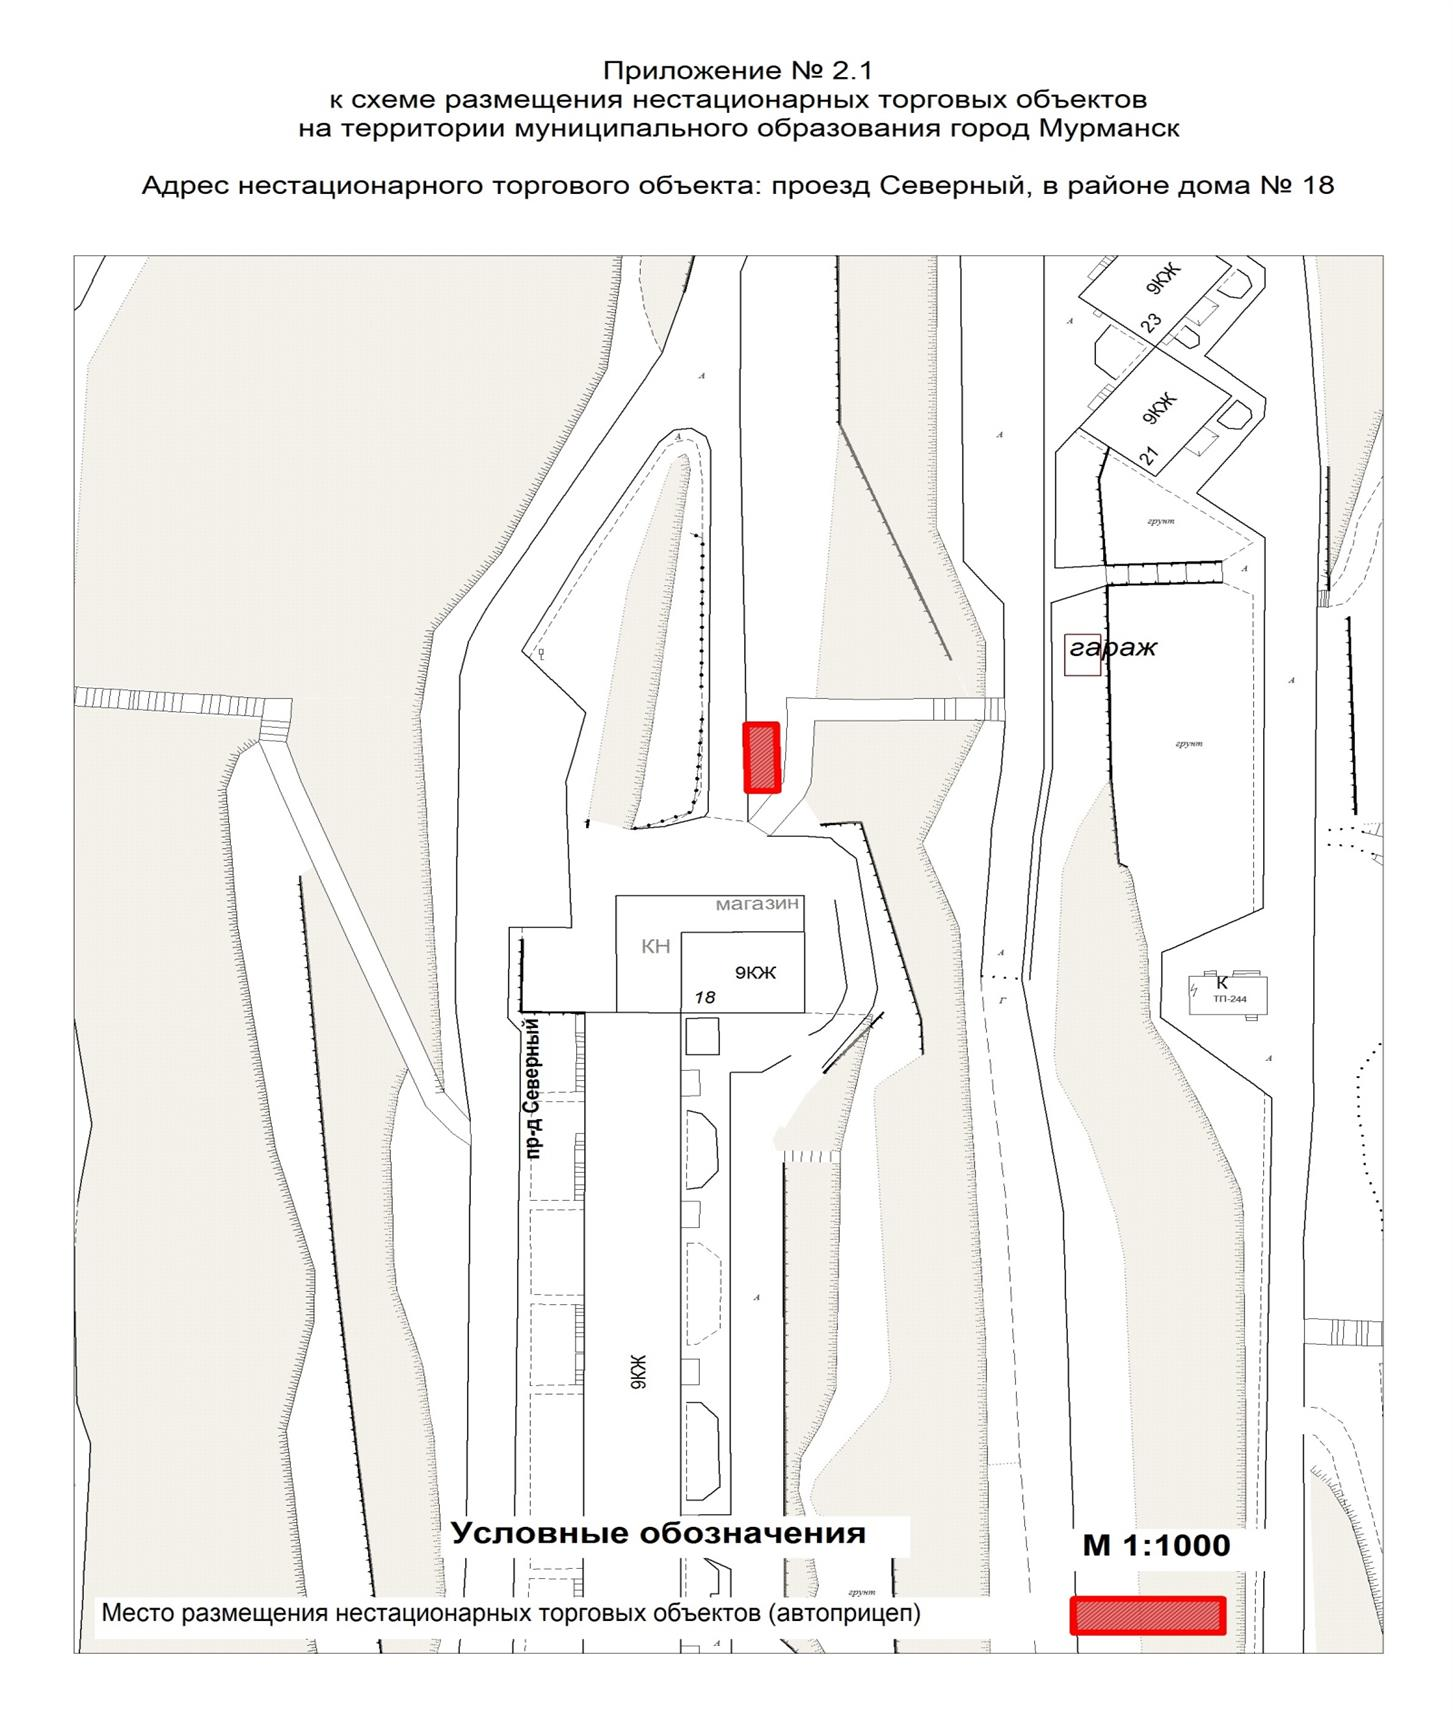 Приложение № 2.1
к схеме размещения нестационарных торговых объектов
на территории муниципального образования город Мурманск
Адрес нестационарного торгового объекта: проезд Северный, в районе дома № 18
9КЖ
23
А
А
9КЖ
А
А
21
грунт
А
гараж
А
грунт
магазин
КН
9КЖ
18
А
К
ТП-244
Г
пр-д Северный
А
А
9КЖ
Условные обозначения
М 1:1000
грунт
Место размещения нестационарных торговых объектов (автоприцеп)
А